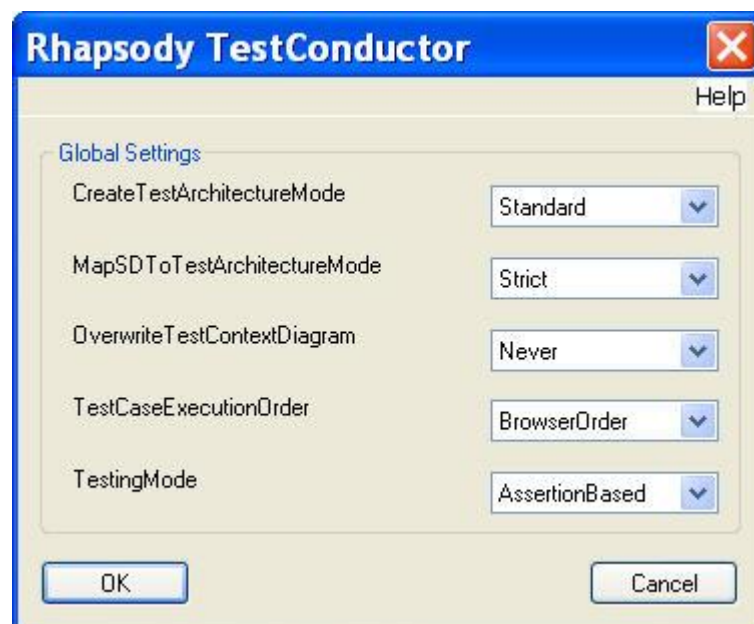 Rhapsody TestConductor
Help
Global Settings
CreateTestArchitectureMode
Standard
MapSDToTestArchitectureMode
Strict
OverwriteTestContextDiagram
Never
TestCaseExecutionOrder
BrowserOrder
TestingMode
AssertionBased
OK
Cancel